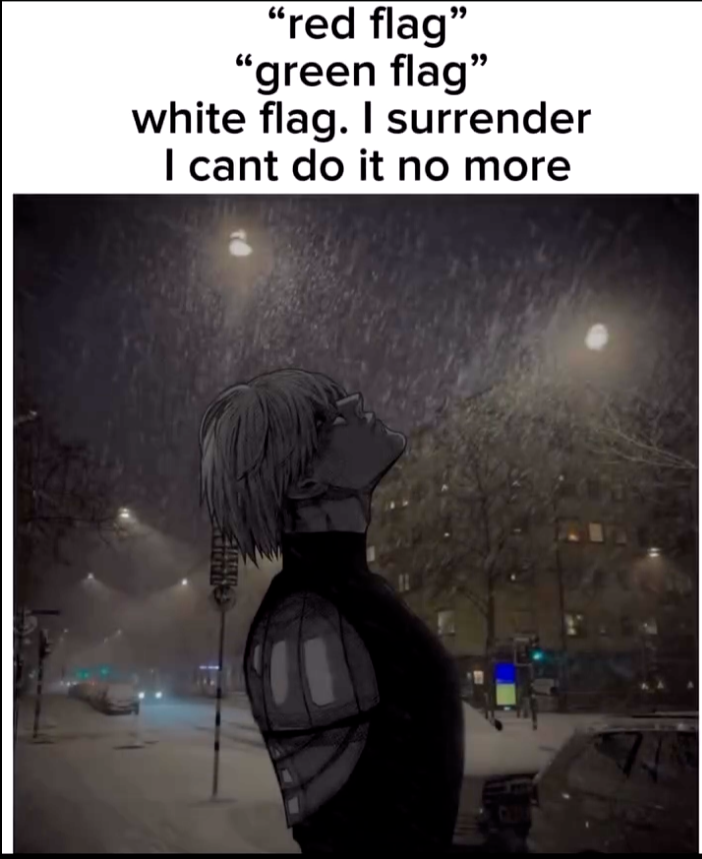 “red flag”
“green flag”
white flag. I surrender
I cant do it no more